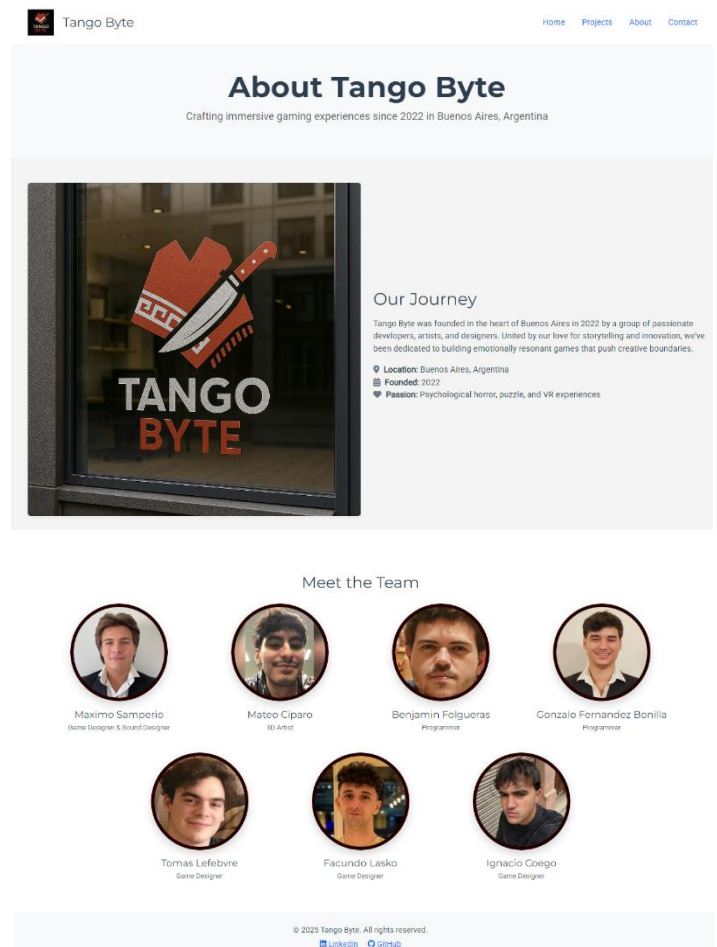 TANGO
BYTE
Tango Byte
Home Projects About Contact
About Tango Byte
Crafting immersive gaming experiences since 2022 in Buenos Aires, Argentina
TANGO
BYTE
Our Journey
Tango Byte was founded in the heart of Buenos Aires in 2022 by a group of passionate
developers, artists, and designers. United by our love for storytelling and innovation, we've
been dedicated to building emotionally resonant games that push creative boundaries.
Location: Buenos Aires, Argentina
Founded: 2022
Passion: Psychological horror, puzzle, and VR experiences
Meet the Team
Maximo Samperio
Game Designer & Sound Designer
Mateo Ciparo
3D Artist
Benjamin Folgueras
Programmer
Gonzalo Fernandez Bonilla
Programmer
Tomas Lefebvre
Game Designer
Facundo Lasko
Game Designer
Ignacio Coego
Game Designer
© 2025 Tango Byte. All rights reserved.
LinkedIn GitHub